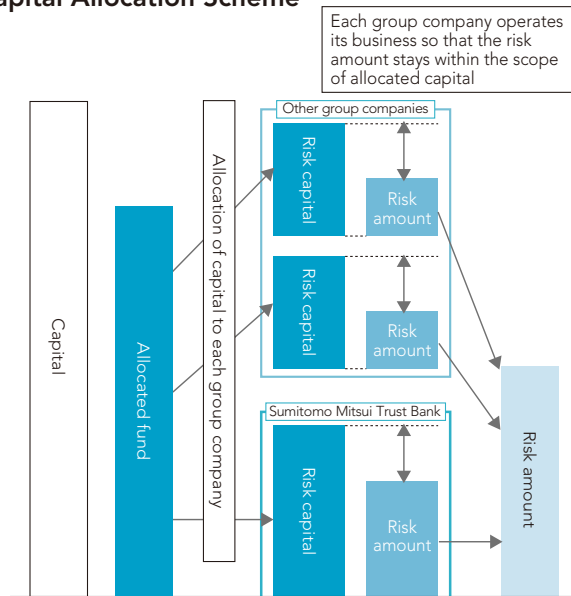 apital Allocation Scheme
Each group company operates
its business so that the risk
amount stays within the scope
of allocated capital
Capital
Allocated fund
Allocation of capital to each group company
Other group companies
Risk capital
Risk
amount
Risk capital
Risk
amount
Sumitomo Mitsui Trust Bank
Risk capital
Risk
amount
Risk amount